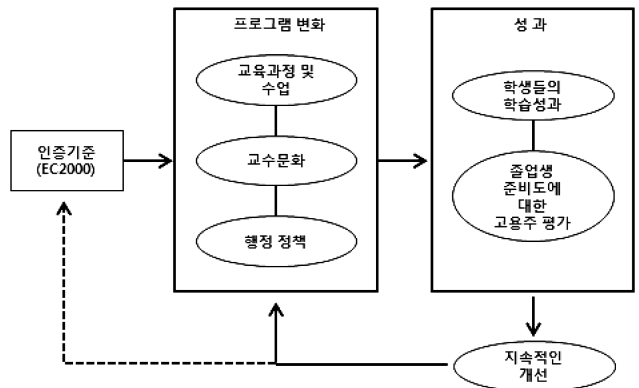 프로그램 변화
성 과
교육과정 및
수업
학생들의
학습성과
인증기준
(EC2000)
교수문화
졸업생
준비도에
대한
고용주 평가
행정 정책
지속적인
개선